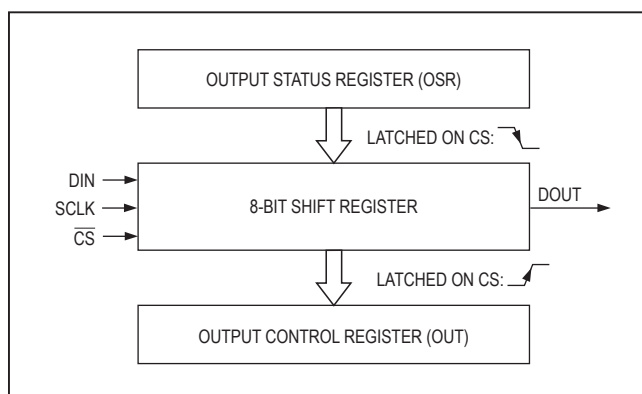 OUTPUT STATUS REGISTER (OSR)
LATCHED ON CS:
DIN
SCLK
CS
8-BIT SHIFT REGISTER
DOUT
LATCHED ON CS:
OUTPUT CONTROL REGISTER (OUT)